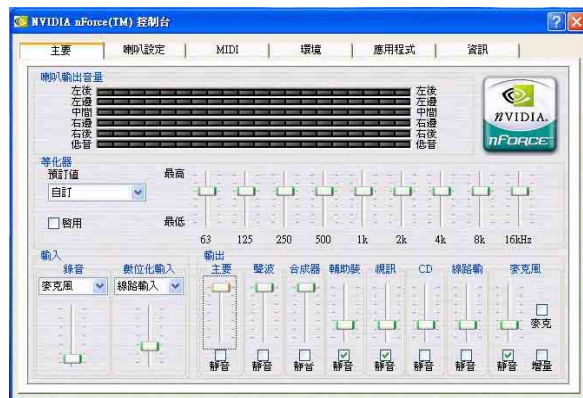 NVIDIA nForce(TM) 控制台
主要 喇叭設定 MIDI 環境 應用程式 資訊
喇叭輸出音量
左後 左後
左邊 左邊
中間 中間
右邊 右邊
右後 右後
低音 低音
NVIDIA.
nFORCE
等化器
預訂值 最高
自訂
啟用 最低
63 125 250 500 1k 2k 4k 8k 16kHz
輸入 輸出
錄音 數位化輸入 主要 聲波 合成器 輔助裝 視訊 CD 線路輸 麥克風
麥克風 線路輸入
麥克
靜音 靜音 靜音 靜音 靜音 靜音 靜音 靜音 增量